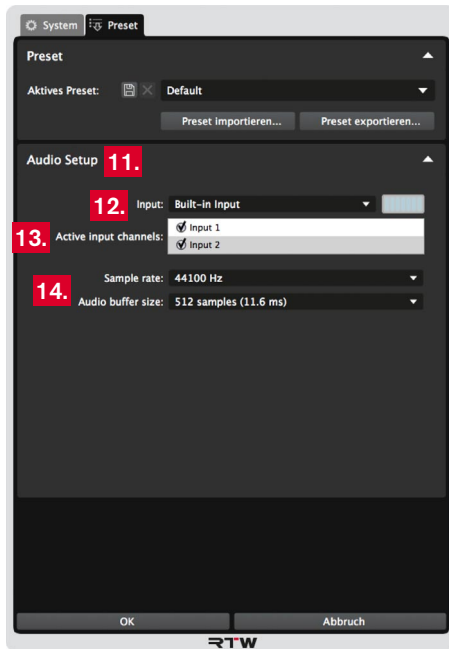 System Preset
Preset
Aktives Preset: Default
Preset importieren... Preset exportieren...
Audio Setup 11.
12. Input: Built-in Input
13. Active input channels: Input 1
Input 2
14. Sample rate: 44100 Hz
Audio buffer size: 512 samples (11.6 ms)
OK Abbruch
RTW